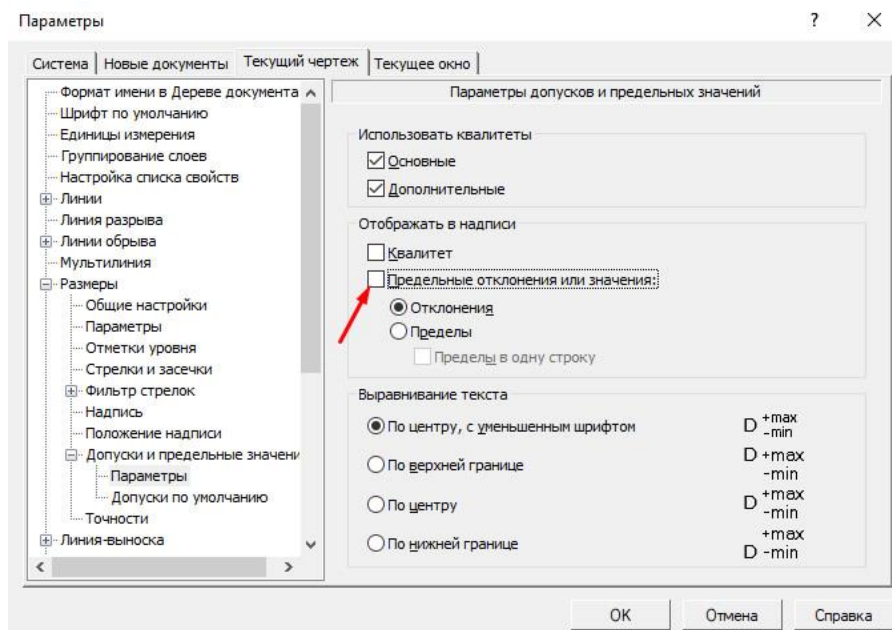 Параметры
?
Система
Новые документы
Текущий чертеж
Текущее окно
Формат имени в Дереве документа
Шрифт по умолчанию
Единицы измерения
Группирование слоев
Настройка списка свойств
Линии
Линия разрыва
Линии обрыва
Мультилиния
Размеры
Общие настройки
Параметры
Отметки уровня
Стрелки и засечки
Фильтр стрелок
Надпись
Положение надписи
Допуски и предельные значени
Параметры
Допуски по умолчанию
Точности
Линия-выноска
Параметры допусков и предельных значений
Использовать квалитеты
Основные
Дополнительные
Отображать в надписи
Квалитет
Предельные отклонения или значения:
Отклонения
Пределы
Пределы в одну строку
Выравнивание текста
По центру, с уменьшенным шрифтом
D +max
-min
По верхней границе
D +max
-min
По центру
D +max
-min
По нижней границе
+max
D -min
OK
Отмена
Справка